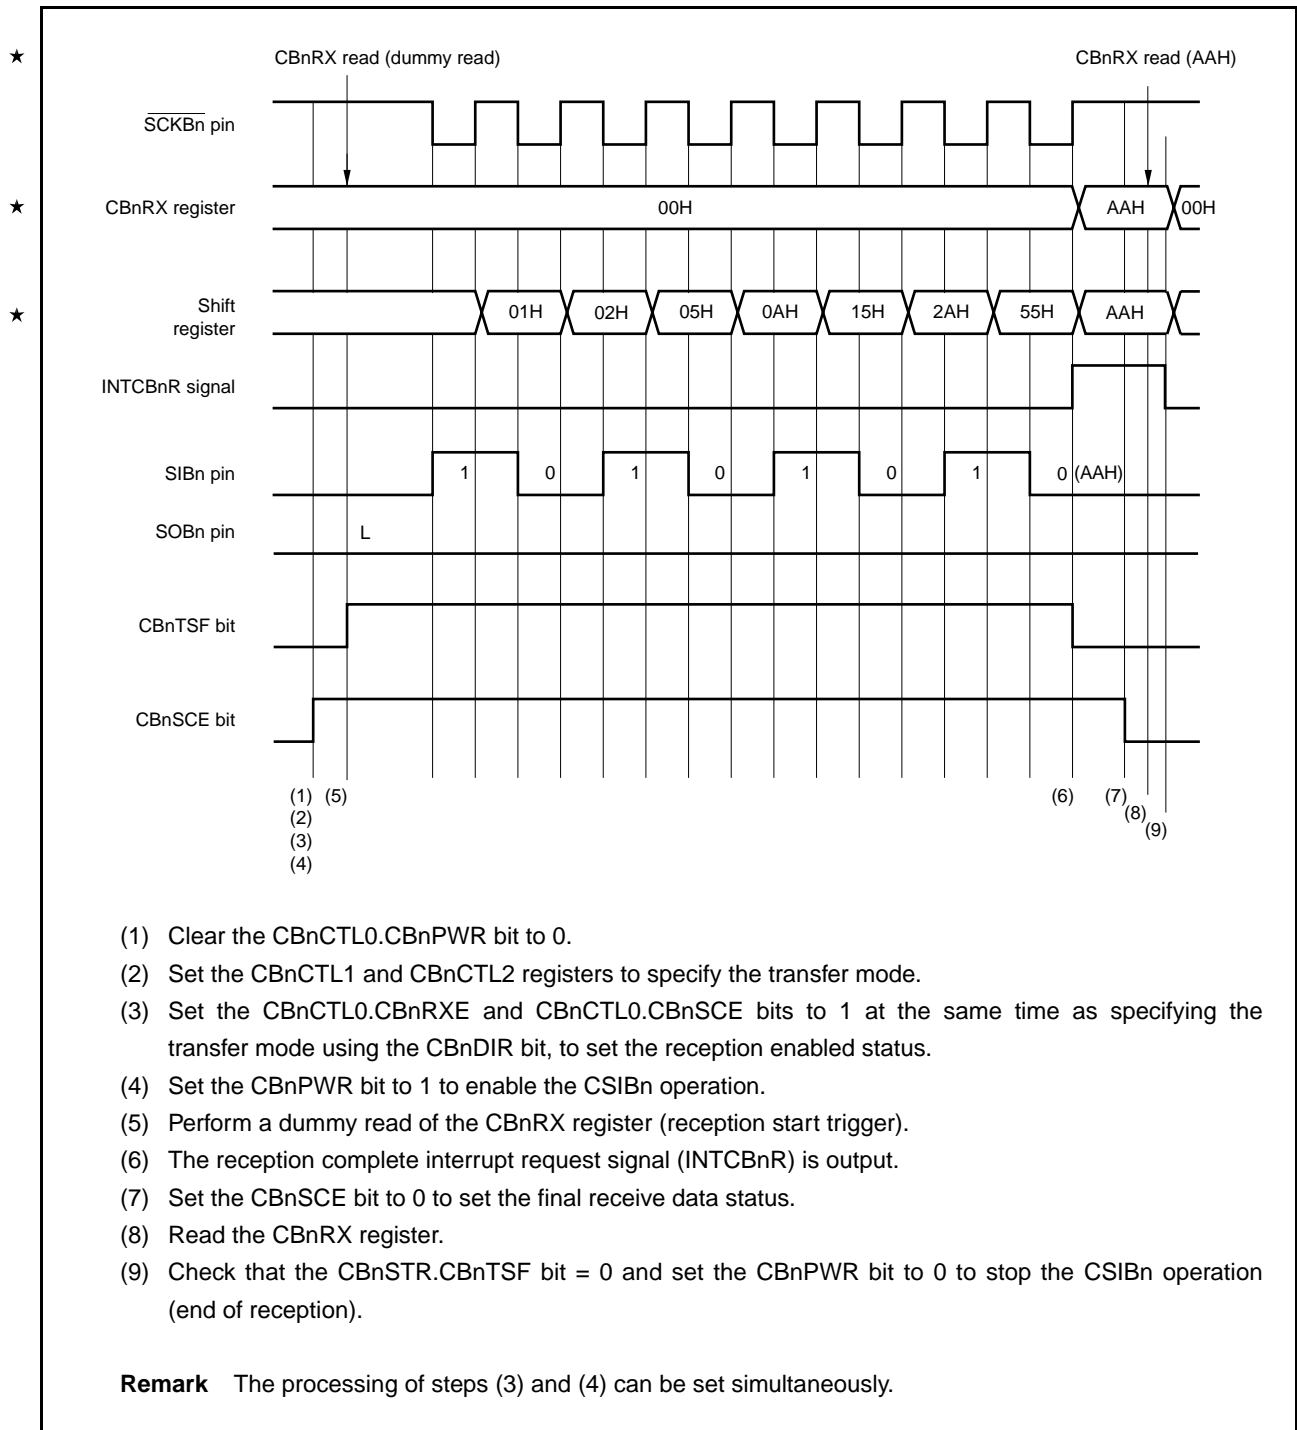 CBnRX read (dummy read) CBnRX read (AAH)
★
SCKBn pin
★ CBnRX register 00H AAH 00H
★ Shift register 01H 02H 05H 0AH 15H 2AH 55H AAH
INTCBnR signal
SIBn pin 1 0 1 0 1 0 1 0 (AAH)
SOBn pin L
CBnTSF bit
CBnSCE bit
(1) (5) (6) (7)
(2) (8)
(3) (9)
(4)
(1) Clear the CBnCTL0.CBnPWR bit to 0.
(2) Set the CBnCTL1 and CBnCTL2 registers to specify the transfer mode.
(3) Set the CBnCTL0.CBnRXE and CBnCTL0.CBnSCE bits to 1 at the same time as specifying the
transfer mode using the CBnDIR bit, to set the reception enabled status.
(4) Set the CBnPWR bit to 1 to enable the CSIBn operation.
(5) Perform a dummy read of the CBnRX register (reception start trigger).
(6) The reception complete interrupt request signal (INTCBnR) is output.
(7) Set the CBnSCE bit to 0 to set the final receive data status.
(8) Read the CBnRX register.
(9) Check that the CBnSTR.CBnTSF bit = 0 and set the CBnPWR bit to 0 to stop the CSIBn operation
(end of reception).
Remark The processing of steps (3) and (4) can be set simultaneously.